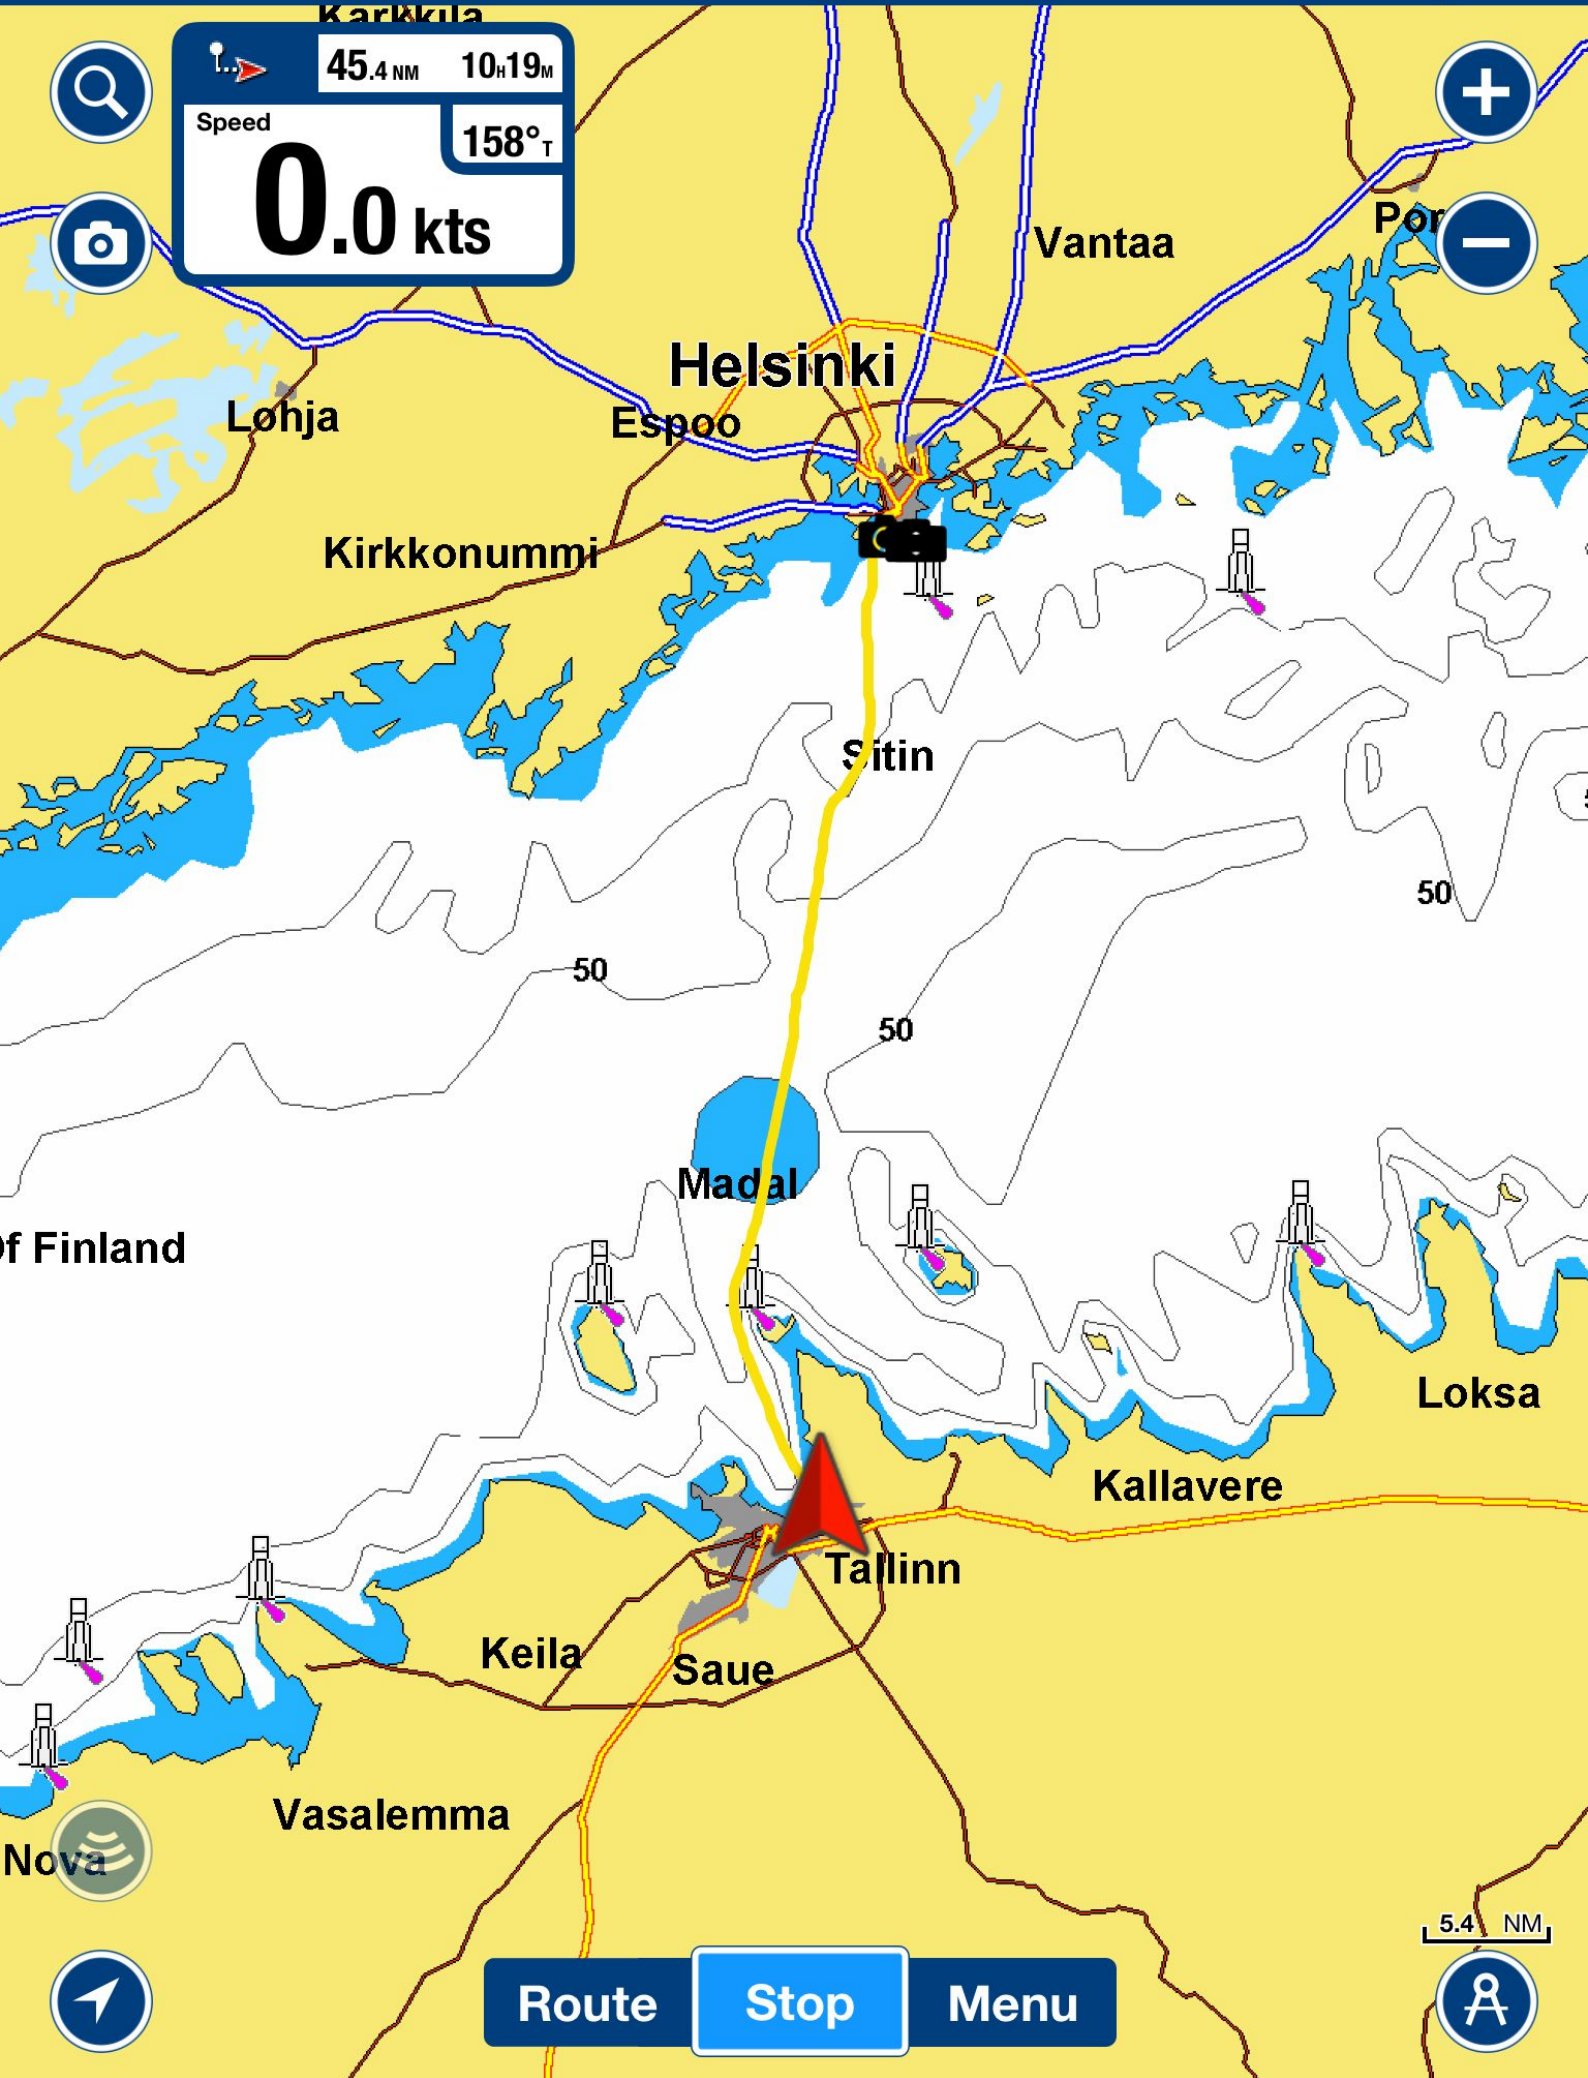 Karkkila
45.4 NM 10H19M
Speed
158°T
0.0 kts
Vantaa
Helsinki
Lohja
Espoo
Kirkkonummi
Sitin
50
50
50
Madal
Of Finland
Loksa
Kallavere
Tallinn
Keila
Saue
Vasalemma
Nova
5.4 NM
Route Stop Menu